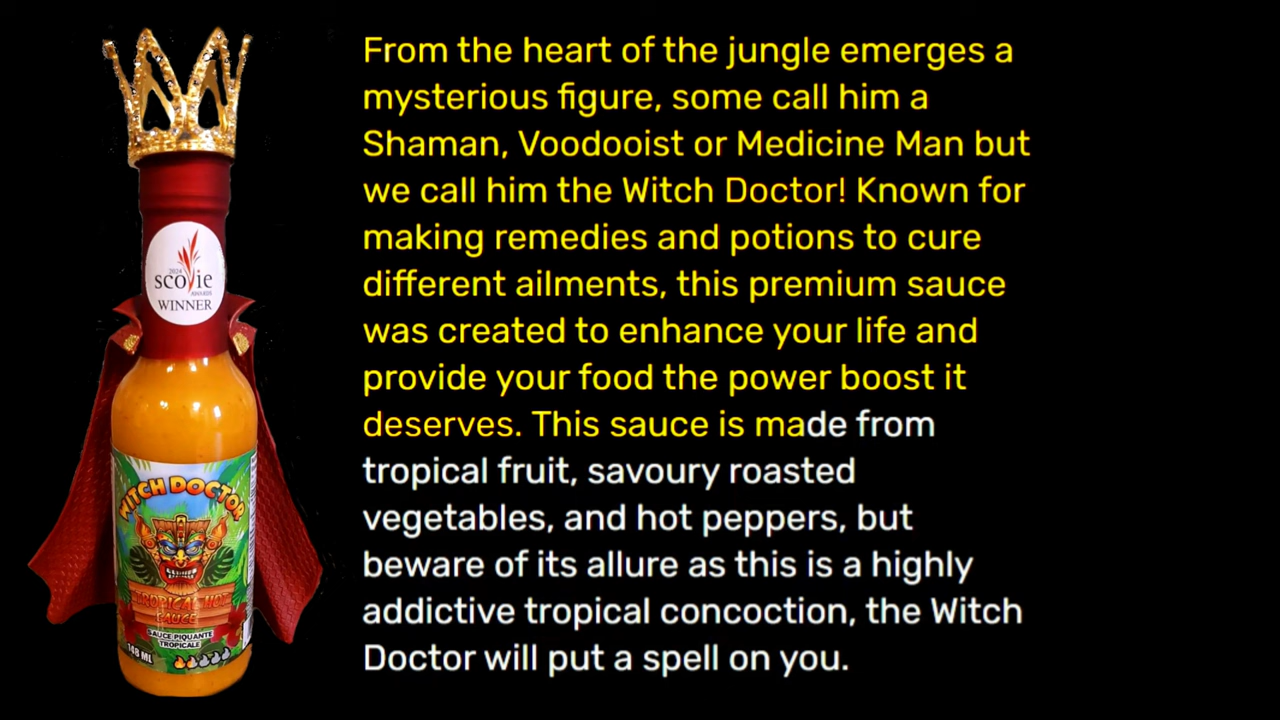 From the heart of the jungle emerges a
mysterious figure, some call him a
Shaman, Voodooist or Medicine Man but
we call him the Witch Doctor! Known for
making remedies and potions to cure
different ailments, this premium sauce
was created to enhance your life and
provide your food the power boost it
deserves. This sauce is made from
tropical fruit, savoury roasted
vegetables, and hot peppers, but
beware of its allure as this is a highly
addictive tropical concoction, the Witch
Doctor will put a spell on you.
2024
scovie
AWARDS
WINNER
WITCH DOCTOR
TROPICAL HOT
SAUCE
SAUCE PIQUANTE
TROPICALE
148 ML